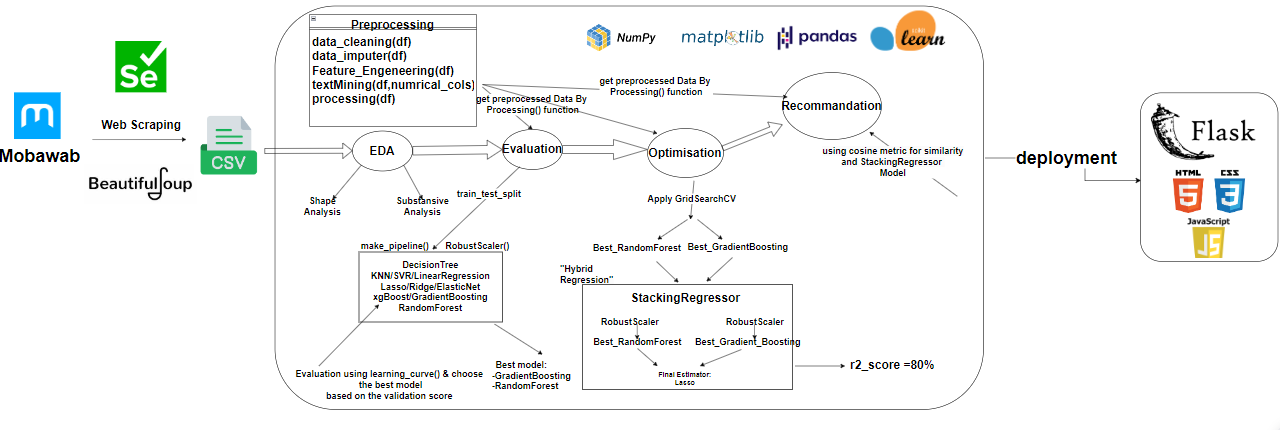 Mobawab
Se
Web Scraping
BeautifulSoup
CSV
Preprocessing
data_cleaning(df)
data_imputer(df)
Feature_Engeneering(df)
textMining(df,numrical_cols)
processing(df)
NumPy
matplotlib
pandas
learn
get preprocessed Data By
Processing() function
get preprocessed Data By
Processing() function
EDA
Evaluation
Optimisation
Recommandation
Shape
Analysis
Substansive
Analysis
train_test_split
make_pipeline()
RobustScaler()
DecisionTree
KNN/SVR/LinearRegression
Lasso/Ridge/ElasticNet
xgBoost/GradientBoosting
RandomForest
Evaluation using learning_curve() & choose
the best model
based on the validation score
Best model:
-GradientBoosting
-RandomForest
Apply GridSearchCV
Best_RandomForest
Best_GradientBoosting
"Hybrid
Regression"
StackingRegressor
RobustScaler
RobustScaler
Best_RandomForest
Best_Gradient_Boosting
Final Estimator:
Lasso
r2_score =80%
using cosine metric for similarity
and StackingRegressor
Model
deployment
Flask
HTML
5
CSS
3
JavaScript
JS